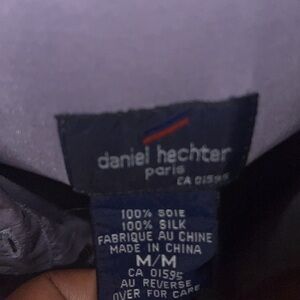 daniel hechter
paris
CA 01595
100% SOIE
100% SILK
FABRIQUE AU CHINE
MADE IN CHINA
M/M
CA 01595
AU REVERSE
OVER FOR CARE